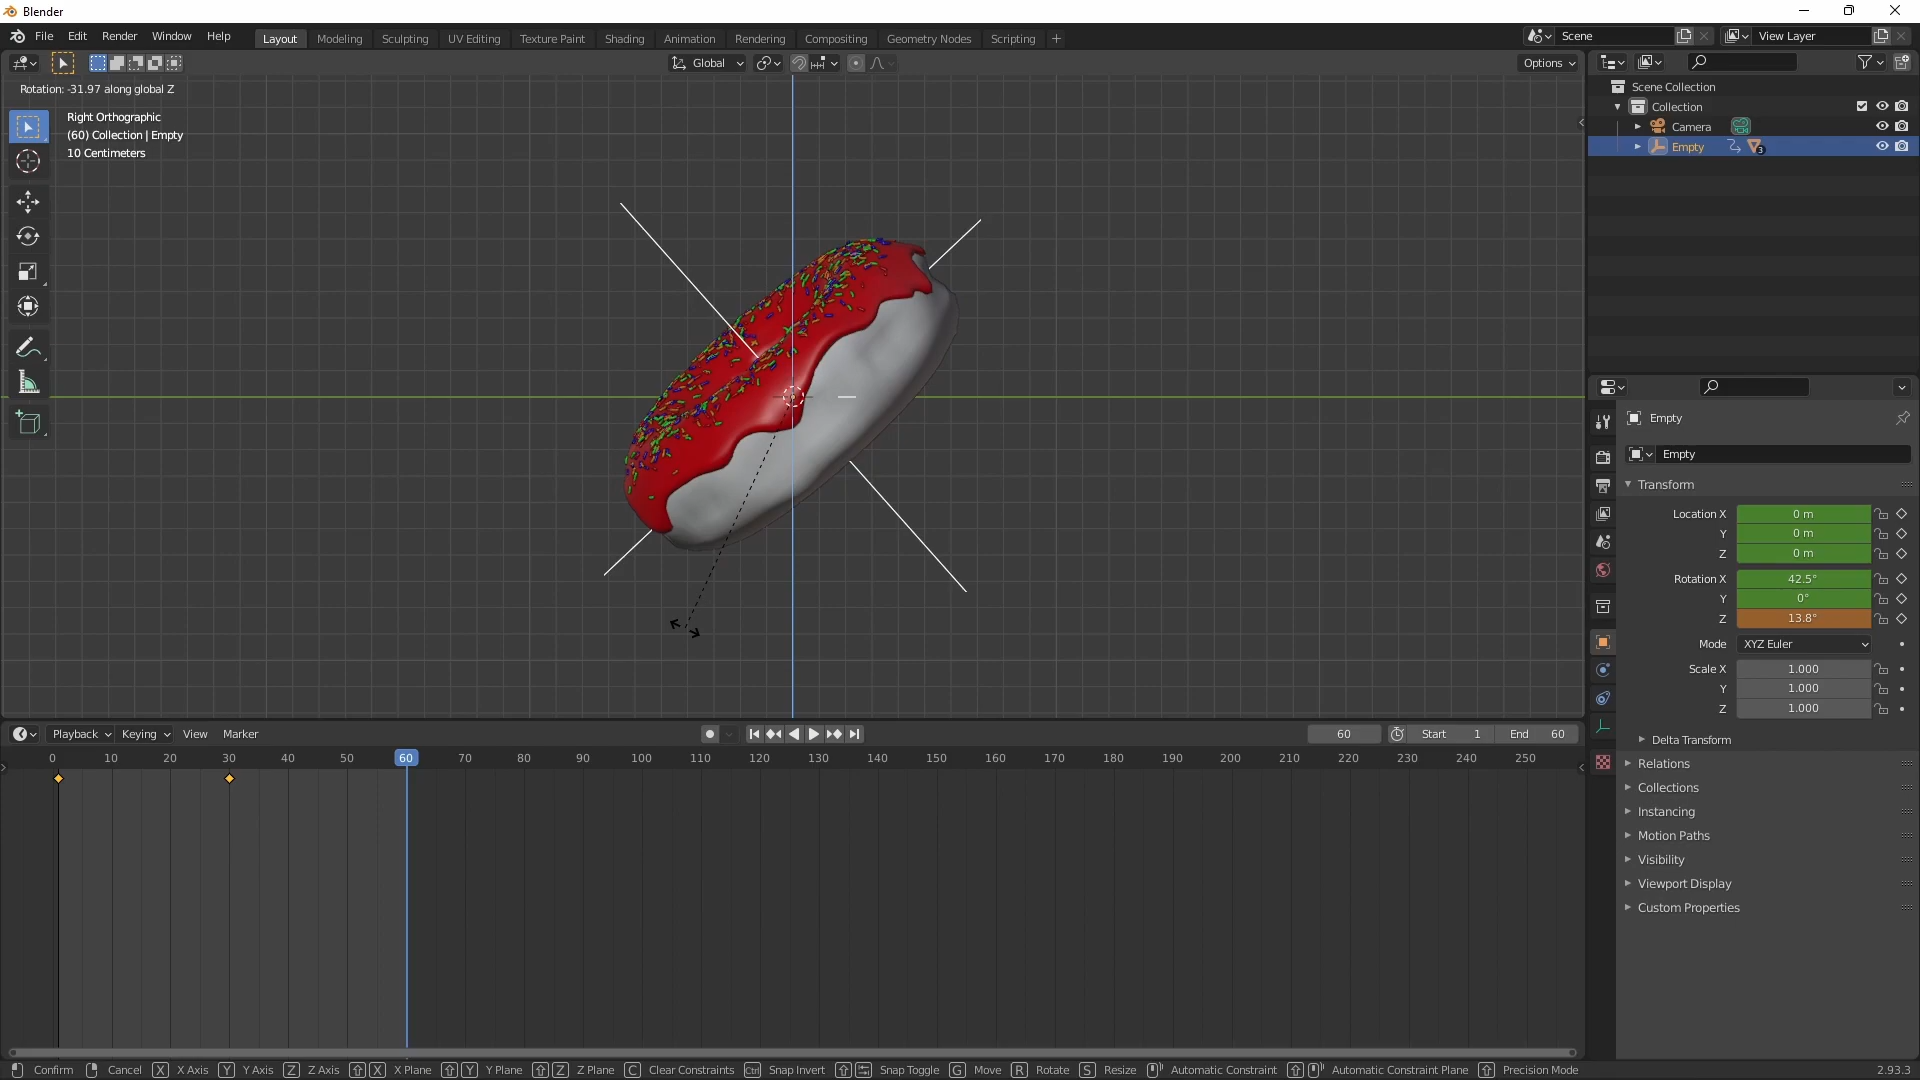 Blender
File Edit Render Window Help Layout Modeling Sculpting UV Editing Texture Paint Shading Animation Rendering Compositing Geometry Nodes Scripting + Scene View Layer
Global Options
Rotation: -31.97 along global Z
Right Orthographic
(60) Collection | Empty
10 Centimeters
Scene Collection
Collection
Camera
Empty 3
Empty
Empty
Transform
Location X 0 m
Y 0 m
Z 0 m
Rotation X 42.5°
Y 0°
Z 13.8°
Mode XYZ Euler
Scale X 1.000
Y 1.000
Z 1.000
Delta Transform
Relations
Collections
Instancing
Motion Paths
Visibility
Viewport Display
Custom Properties
Playback Keying View Marker 60 Start 1 End 60
0 10 20 30 40 50 60 70 80 90 100 110 120 130 140 150 160 170 180 190 200 210 220 230 240 250
Confirm Cancel X X Axis Y Y Axis Z Z Axis X X Plane Y Y Plane Z Z Plane C Clear Constraints Ctrl Snap Invert Snap Toggle G Move R Rotate S Resize Automatic Constraint Automatic Constraint Plane Precision Mode 2.93.3